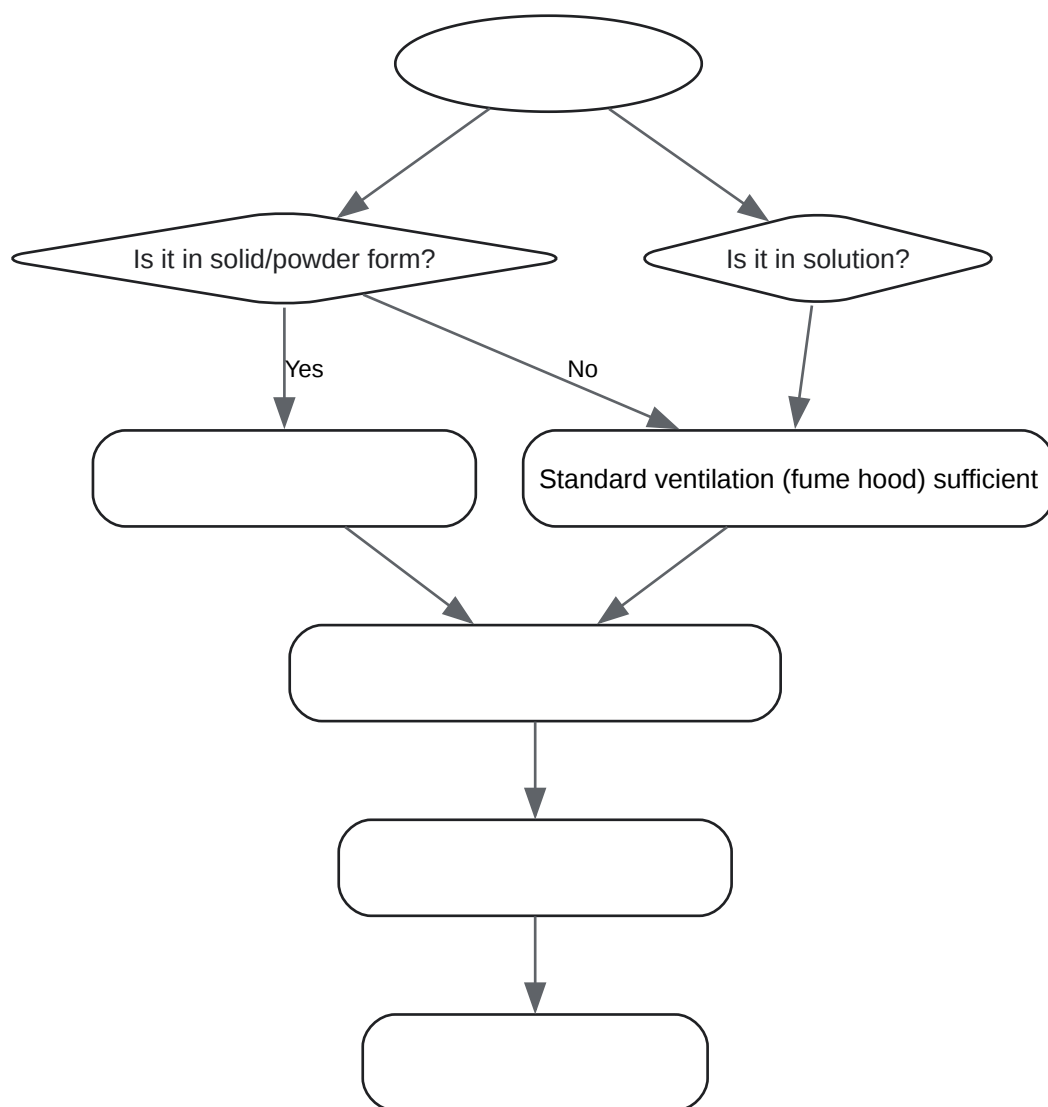 Is it in solid/powder form?
Is it in solution?
Yes
No
Standard ventilation (fume hood) sufficient